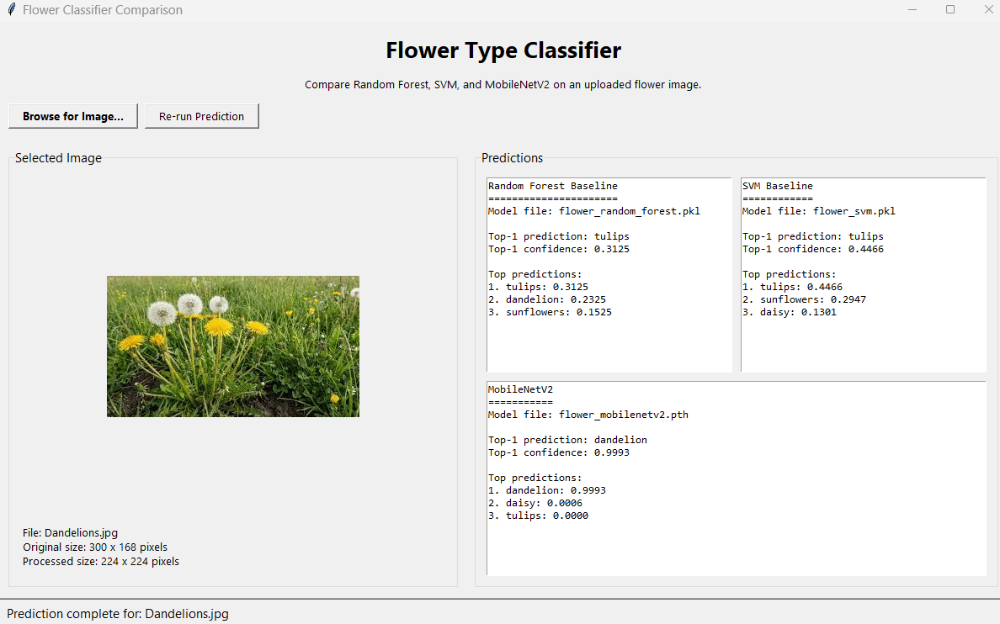 Flower Classifier Comparison
Flower Type Classifier
Compare Random Forest, SVM, and MobileNetV2 on an uploaded flower image.
Browse for Image...
Re-run Prediction
Selected Image
File: Dandelions.jpg
Original size: 300 x 168 pixels
Processed size: 224 x 224 pixels
Predictions
Random Forest Baseline
======================
Model file: flower_random_forest.pkl
Top-1 prediction: tulips
Top-1 confidence: 0.3125
Top predictions:
1. tulips: 0.3125
2. dandelion: 0.2325
3. sunflowers: 0.1525
SVM Baseline
============
Model file: flower_svm.pkl
Top-1 prediction: tulips
Top-1 confidence: 0.4466
Top predictions:
1. tulips: 0.4466
2. sunflowers: 0.2947
3. daisy: 0.1301
MobileNetV2
===========
Model file: flower_mobilenetv2.pth
Top-1 prediction: dandelion
Top-1 confidence: 0.9993
Top predictions:
1. dandelion: 0.9993
2. daisy: 0.0006
3. tulips: 0.0000
Prediction complete for: Dandelions.jpg